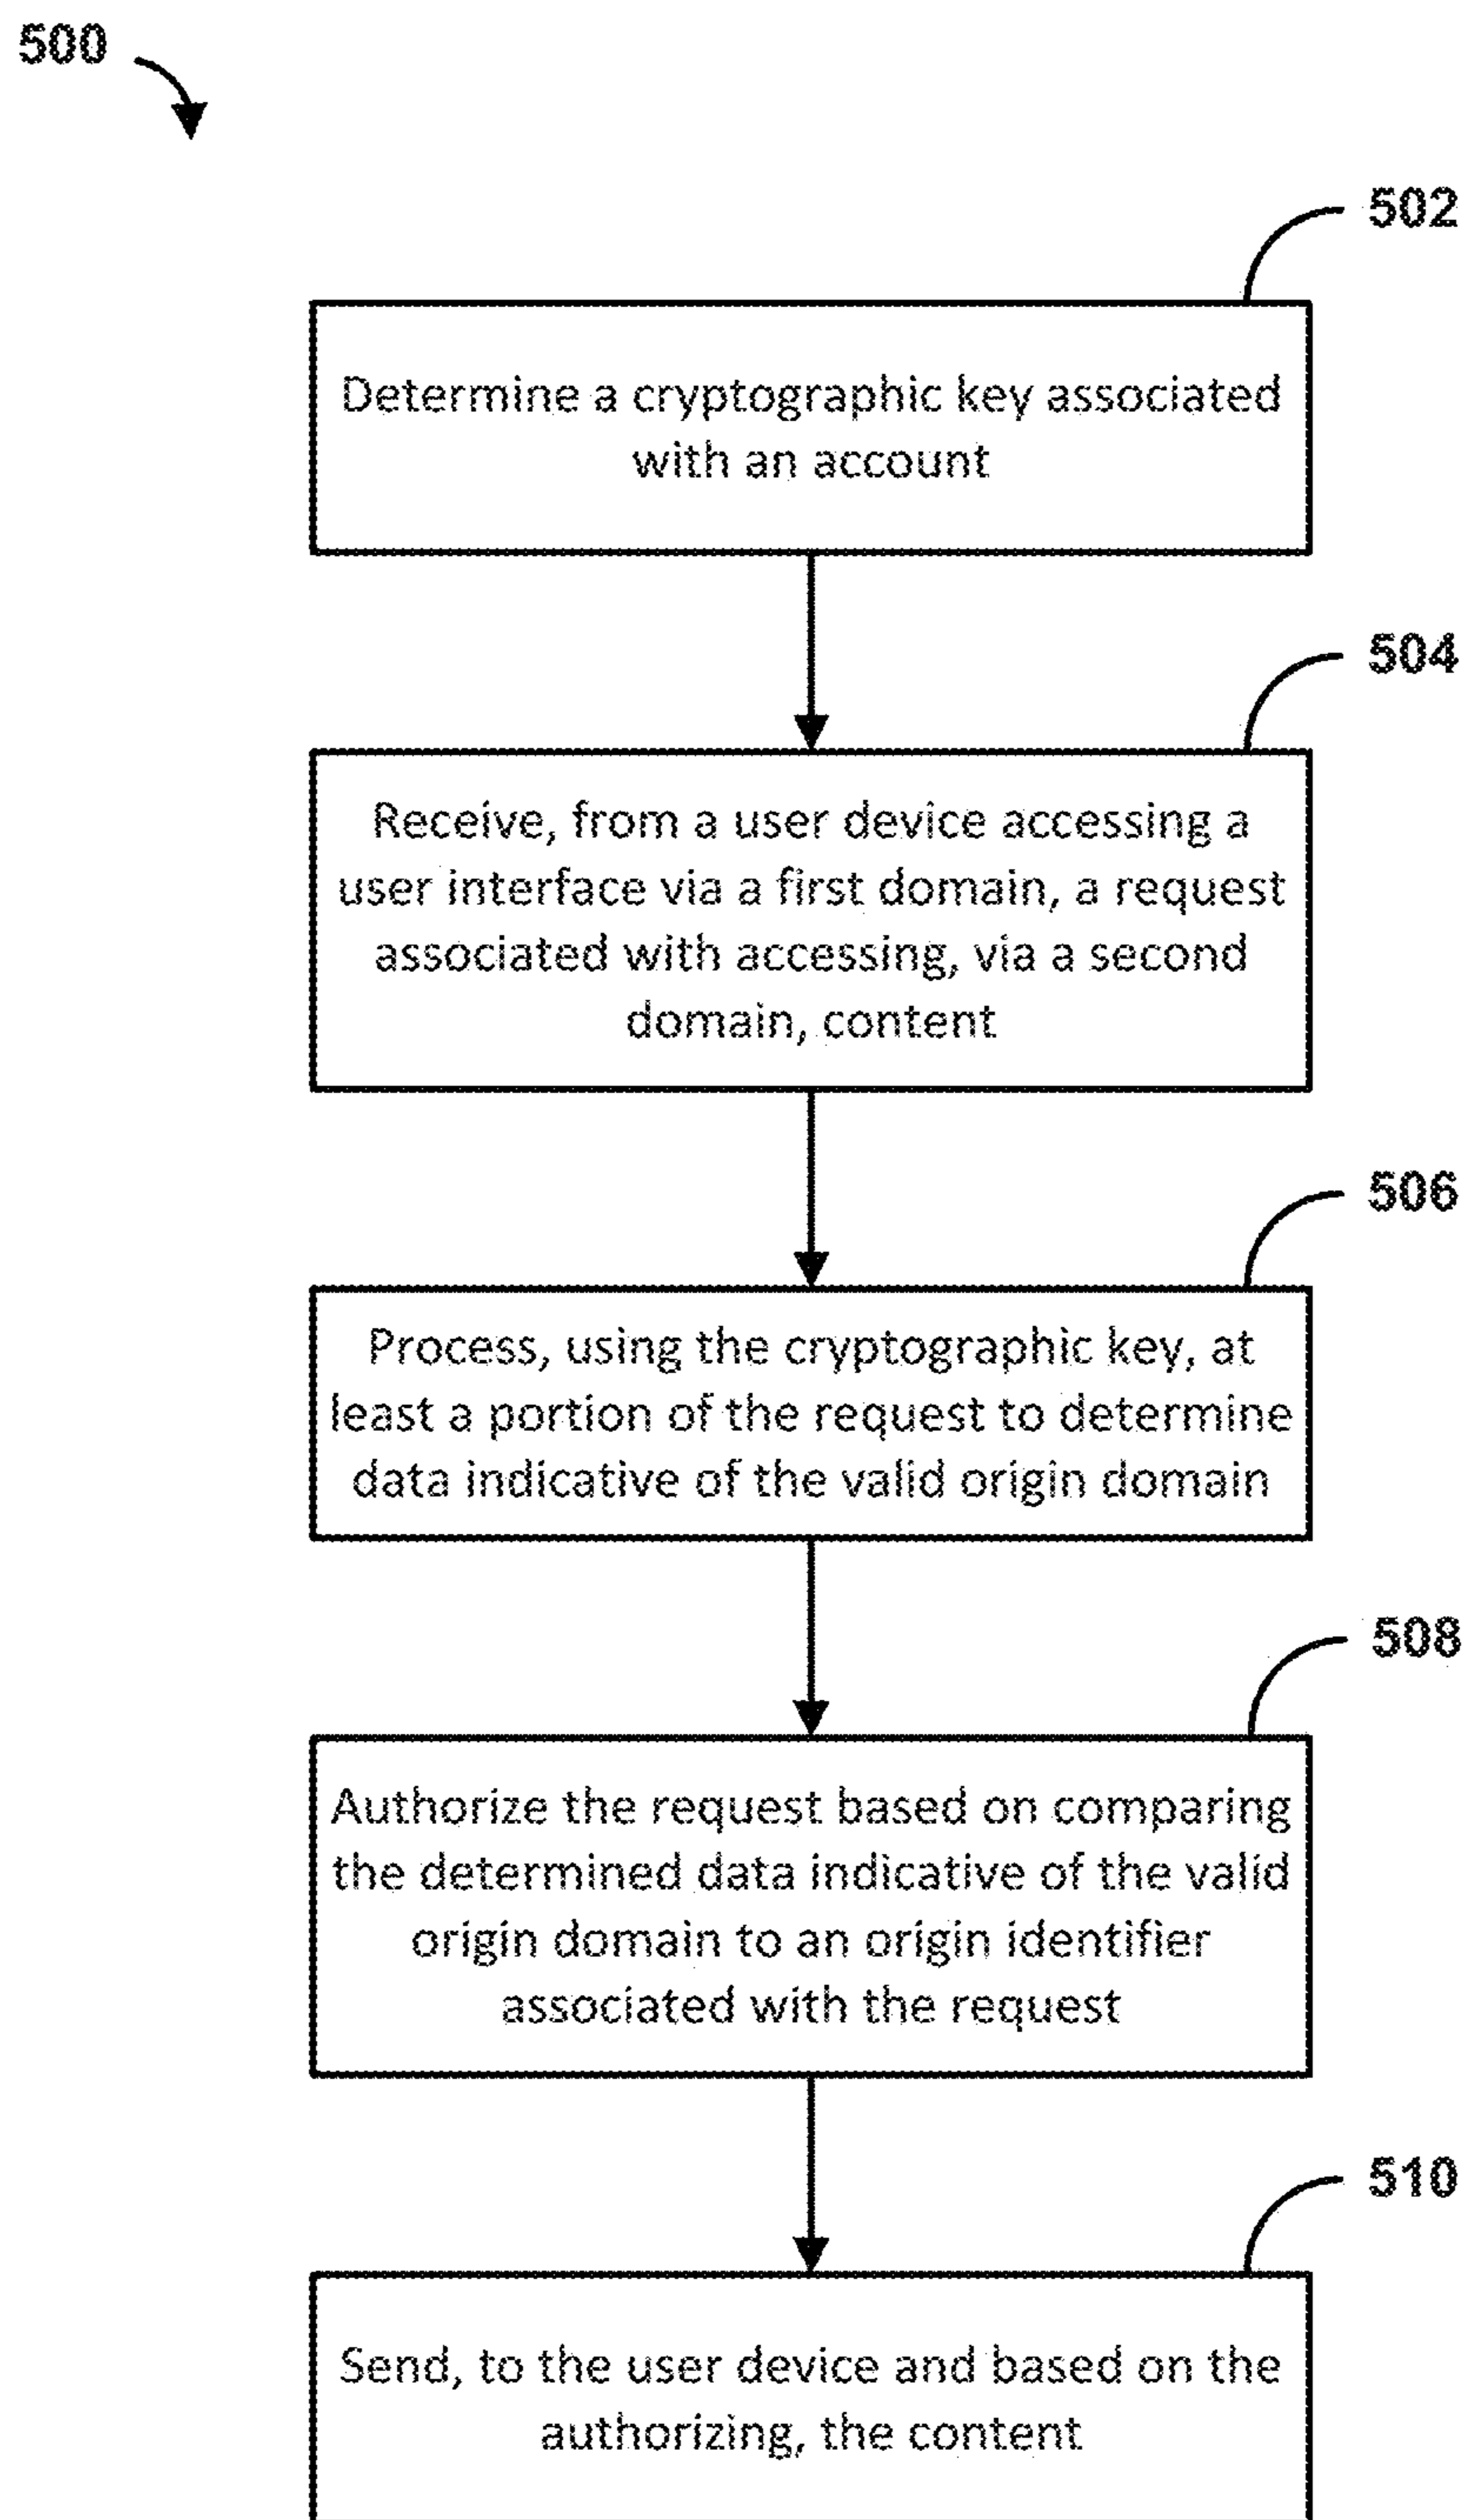 500
502
Determine a cryptographic key associated
with an account
504
Receive, from a user device accessing a
user interface via a first domain, a request
associated with accessing, via a second
domain, content
506
Process, using the cryptographic key, at
least a portion of the request to determine
data indicative of the valid origin domain
508
Authorize the request based on comparing
the determined data indicative of the valid
origin domain to an origin identifier
associated with the request
510
Send, to the user device and based on the
authorizing, the content